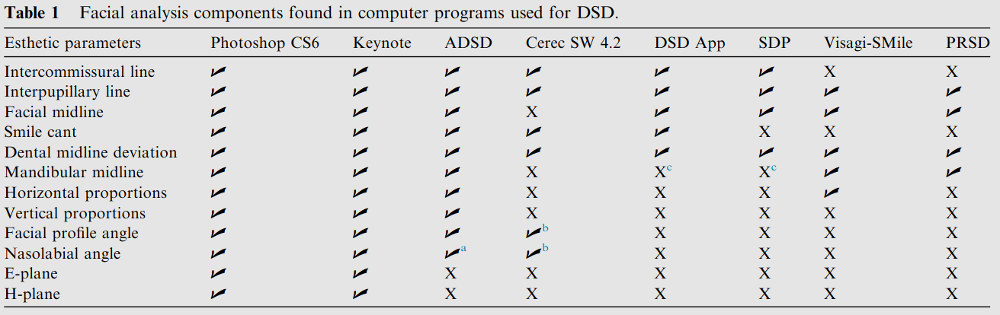 Table 1 Facial analysis components found in computer programs used for DSD.
Esthetic parameters Photoshop CS6 Keynote ADSD Cerec SW 4.2 DSD App SDP Visagi-SMile PRSD
Intercommissural line ✓ ✓ ✓ ✓ ✓ ✓ X X
Interpupillary line ✓ ✓ ✓ ✓ ✓ ✓ ✓ ✓
Facial midline ✓ ✓ ✓ X ✓ ✓ ✓ ✓
Smile cant ✓ ✓ ✓ ✓ ✓ X X X
Dental midline deviation ✓ ✓ ✓ ✓ ✓ ✓ ✓ ✓
Mandibular midline ✓ ✓ ✓ X Xc Xc ✓ ✓
Horizontal proportions ✓ ✓ ✓ X X X ✓ X
Vertical proportions ✓ ✓ ✓ X X X X X
Facial profile angle ✓ ✓ ✓ ✓b X X X X
Nasolabial angle ✓ ✓ ✓a ✓b X X X X
E-plane ✓ ✓ X X X X X X
H-plane ✓ ✓ X X X X X X